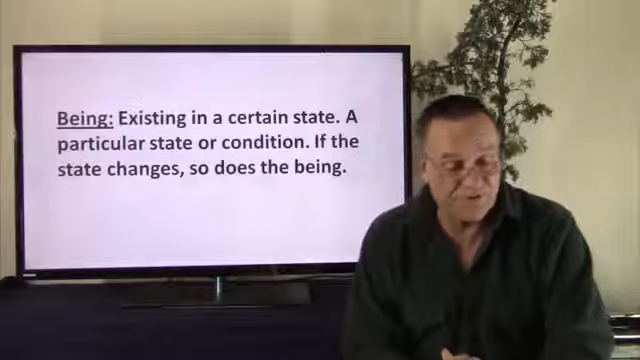 Being: Existing in a certain state. A
particular state or condition. If the
state changes, so does the being.